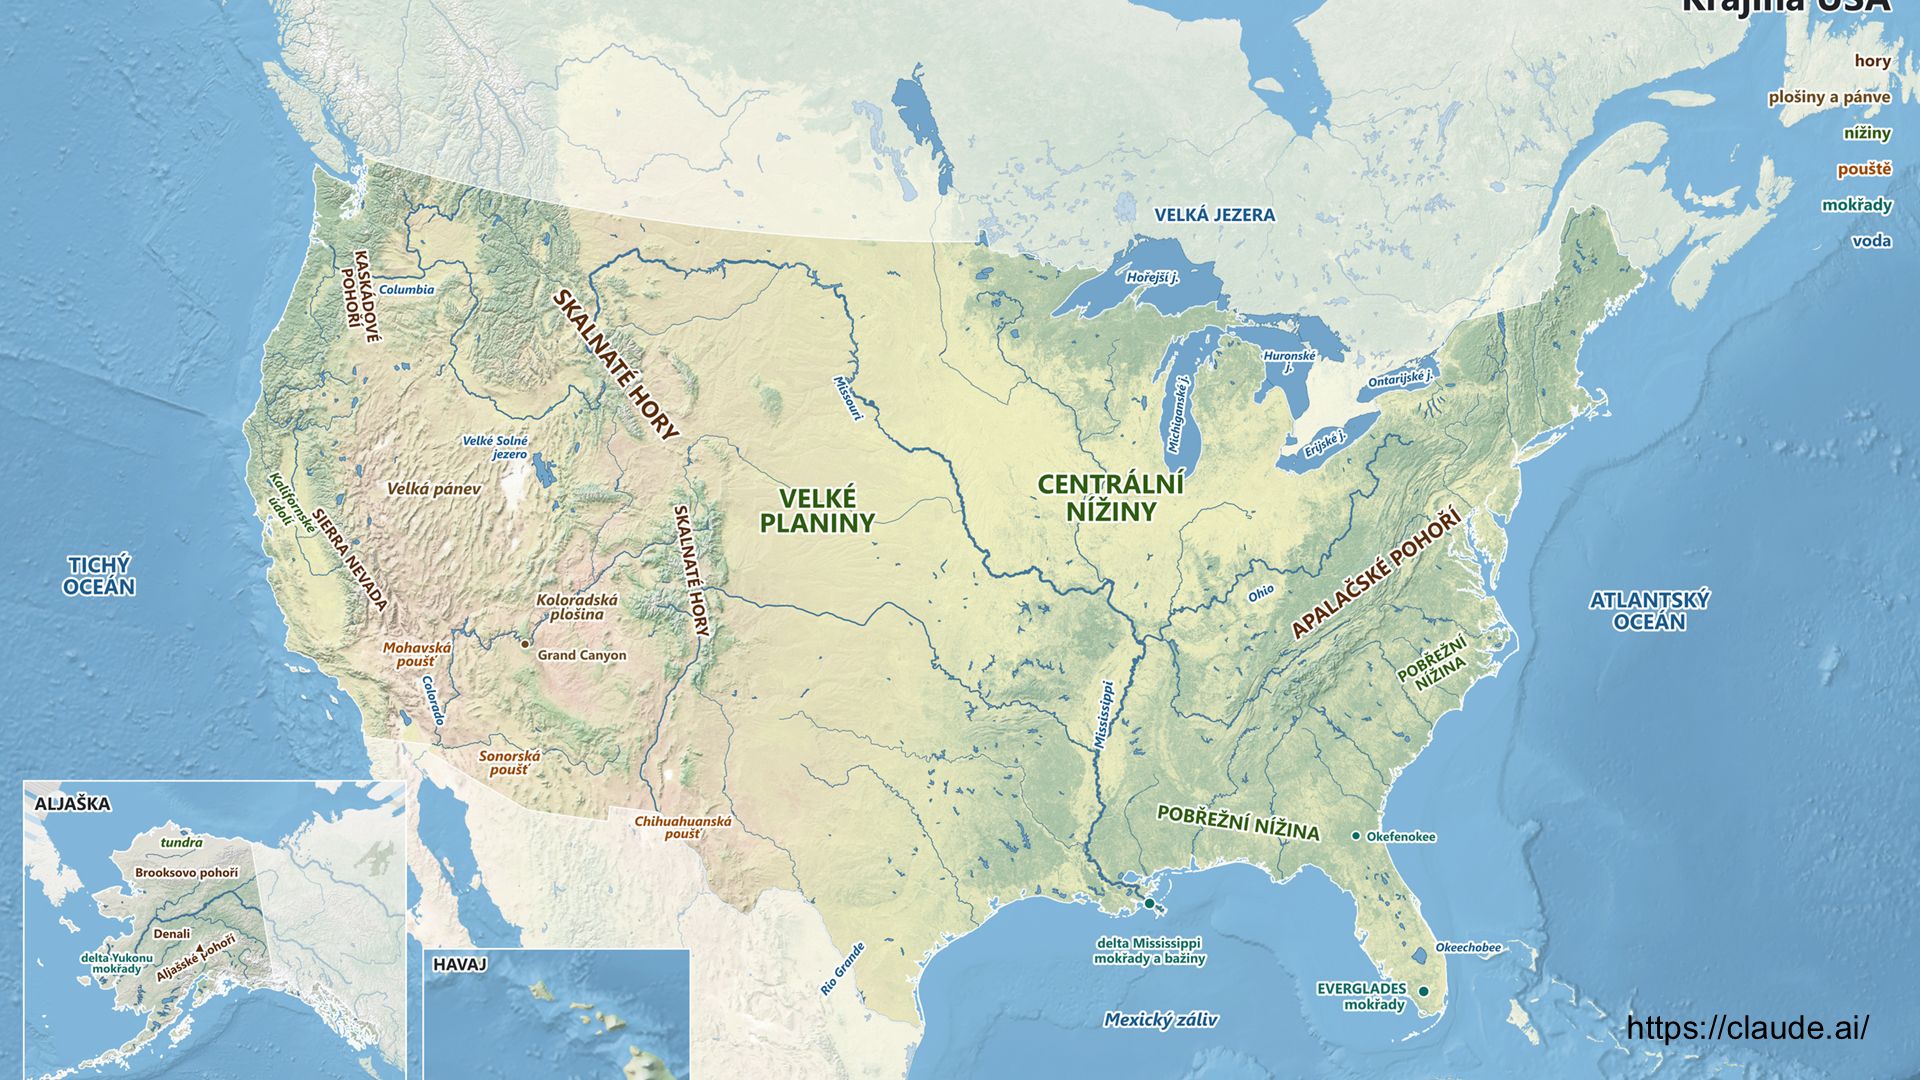 Krajina USA
hory
plošiny a pánve
nížiny
pouště
mokřady
voda
VELKÁ JEZERA
Hořejší j.
Michiganské j.
Huronské
j.
Ontarijské j.
Erijské j.
KASKÁDOVÉ
POHOŘÍ
Columbia
SKALNATÉ HORY
Missouri
Velké Solné
jezero
Velká pánev
Kalifornské
údolí
SIERRA NEVADA
SKALNATÉ HORY
VELKÉ
PLANINY
CENTRÁLNÍ
NÍŽINY
APALAČSKÉ POHOŘÍ
Ohio
TICHÝ
OCEÁN
ATLANTSKÝ
OCEÁN
Koloradská
plošina
Grand Canyon
Mohavská
poušť
Colorado
Sonorská
poušť
Chihuahuanská
poušť
Mississippi
POBŘEŽNÍ
NÍŽINA
POBŘEŽNÍ NÍŽINA
Okefenokee
Okeechobee
EVERGLADES
mokřady
delta Mississippi
mokřady a bažiny
Mexický záliv
Rio Grande
ALJAŠKA
tundra
Brooksovo pohoří
Denali
Aljašské pohoří
delta Yukonu
mokřady
HAVAJ
https://claude.ai/